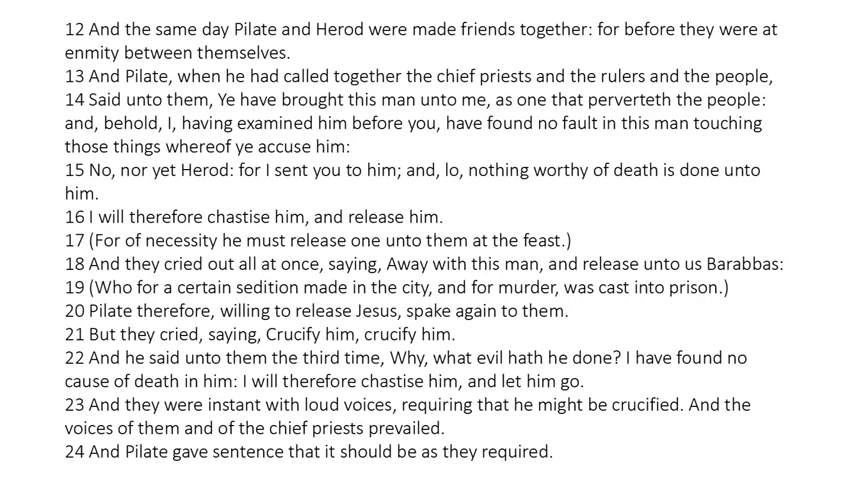 12 And the same day Pilate and Herod were made friends together: for before they were at
enmity between themselves.
13 And Pilate, when he had called together the chief priests and the rulers and the people,
14 Said unto them, Ye have brought this man unto me, as one that perverteth the people:
and, behold, I, having examined him before you, have found no fault in this man touching
those things whereof ye accuse him:
15 No, nor yet Herod: for I sent you to him; and, lo, nothing worthy of death is done unto
him.
16 I will therefore chastise him, and release him.
17 (For of necessity he must release one unto them at the feast.)
18 And they cried out all at once, saying, Away with this man, and release unto us Barabbas:
19 (Who for a certain sedition made in the city, and for murder, was cast into prison.)
20 Pilate therefore, willing to release Jesus, spake again to them.
21 But they cried, saying, Crucify him, crucify him.
22 And he said unto them the third time, Why, what evil hath he done? I have found no
cause of death in him: I will therefore chastise him, and let him go.
23 And they were instant with loud voices, requiring that he might be crucified. And the
voices of them and of the chief priests prevailed.
24 And Pilate gave sentence that it should be as they required.